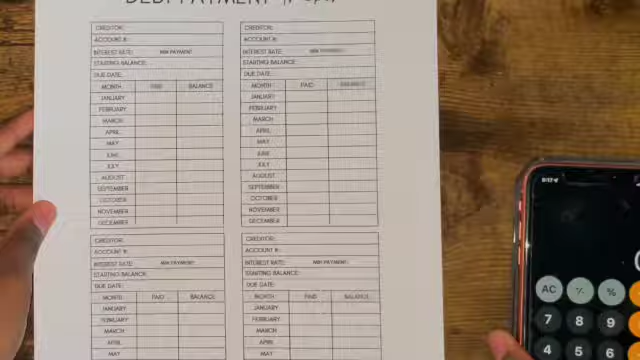 DEBT PAYMENT
CREDITOR:
ACCOUNT #:
INTEREST RATE: MIN PAYMENT
STARTING BALANCE:
DUE DATE:
MONTH BALANCE
JANUARY
FEBRUARY
MARCH
APRIL
MAY
JUNE
JULY
AUGUST
SEPTEMBER
OCTOBER
NOVEMBER
DECEMBER
CREDITOR:
ACCOUNT #:
INTEREST RATE:
STARTING BALANCE:
DUE DATE:
MONTH PAID
JANUARY
FEBRUARY
MARCH
APRIL
MAY
JUNE
JULY
AUGUST
SEPTEMBER
OCTOBER
NOVEMBER
DECEMBER
CREDITOR:
ACCOUNT #:
INTEREST RATE: MIN PAYMENT:
STARTING BALANCE:
DUE DATE:
MONTH PAID BALANCE
JANUARY
FEBRUARY
MARCH
APRIL
MAY
CREDITOR:
ACCOUNT #:
INTEREST RATE: MIN PAYMENT:
STARTING BALANCE:
DUE DATE:
MONTH PAID BALANCE
JANUARY
FEBRUARY
MARCH
APRIL
MAY
8:17
AC %
7 8 9
4 5 6